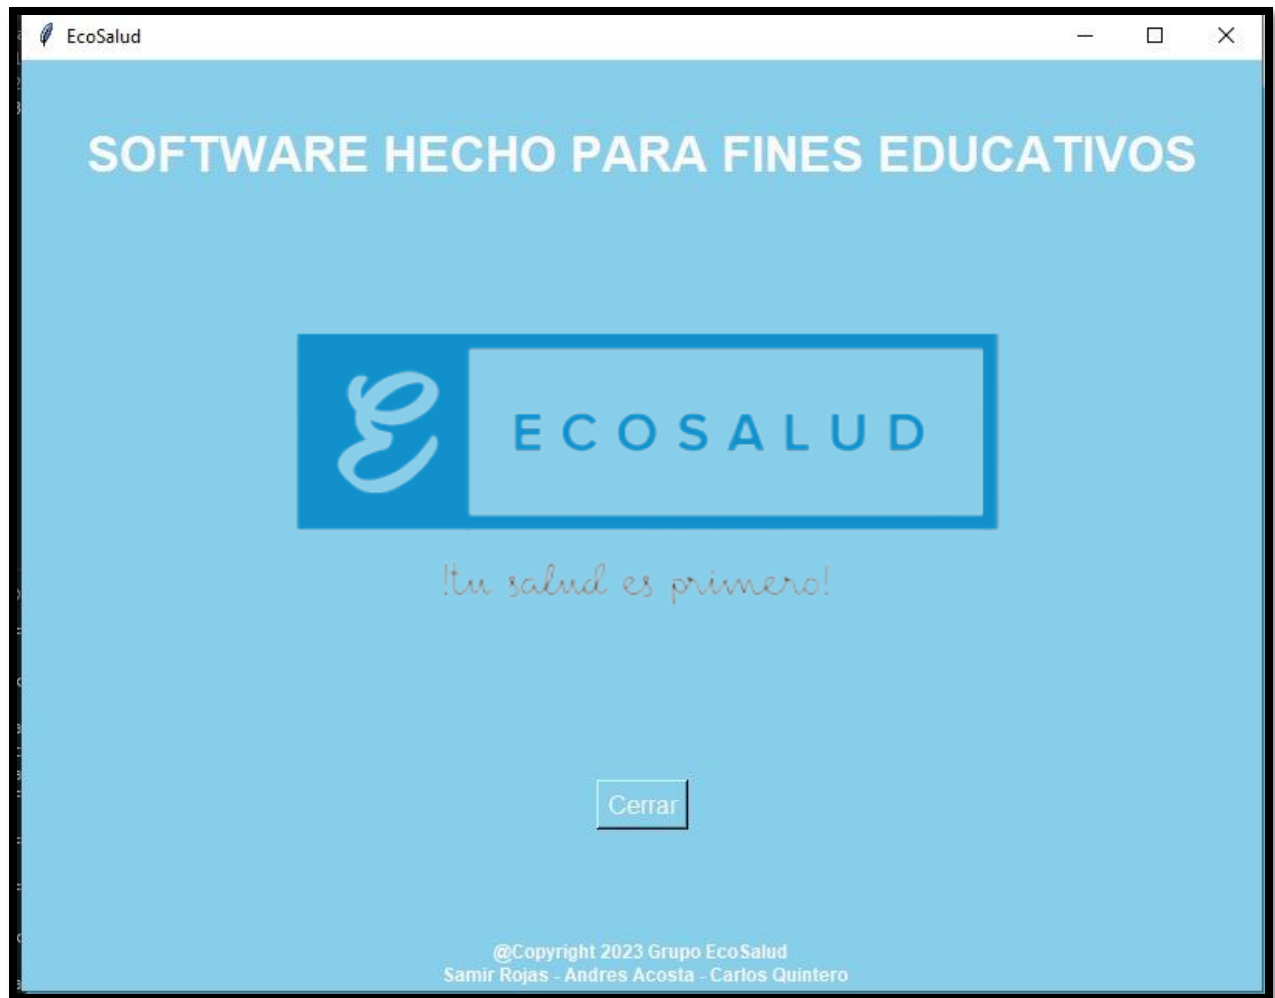 EcoSalud
SOFTWARE HECHO PARA FINES EDUCATIVOS
E ECOSALUD
!tu salud es primero!
Cerrar
@Copyright 2023 Grupo EcoSalud
Samir Rojas - Andres Acosta - Carlos Quintero